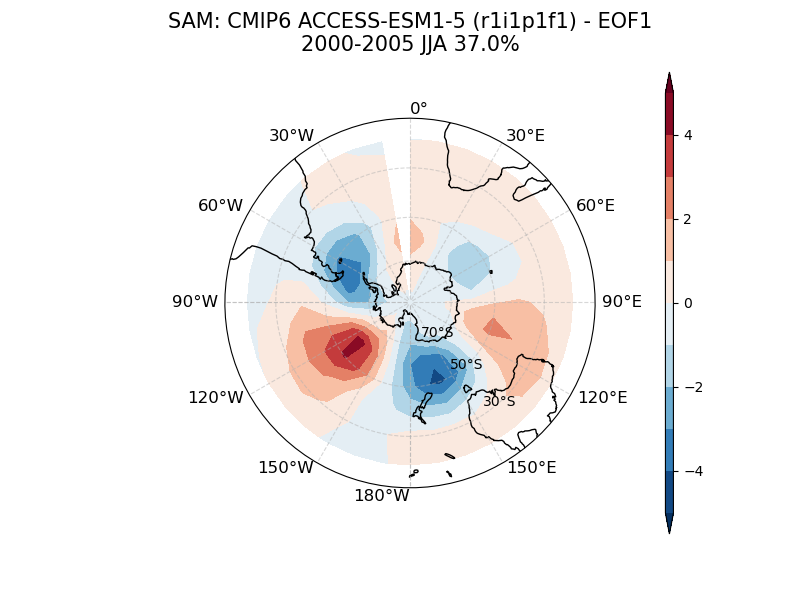 SAM: CMIP6 ACCESS-ESM1-5 (r1i1p1f1) - EOF1
2000-2005 JJA 37.0%
0°
30°W
30°E
60°W
60°E
90°W
90°E
70°S
50°S
30°S
120°W
120°E
150°W
150°E
180°W
4
2
0
−2
−4